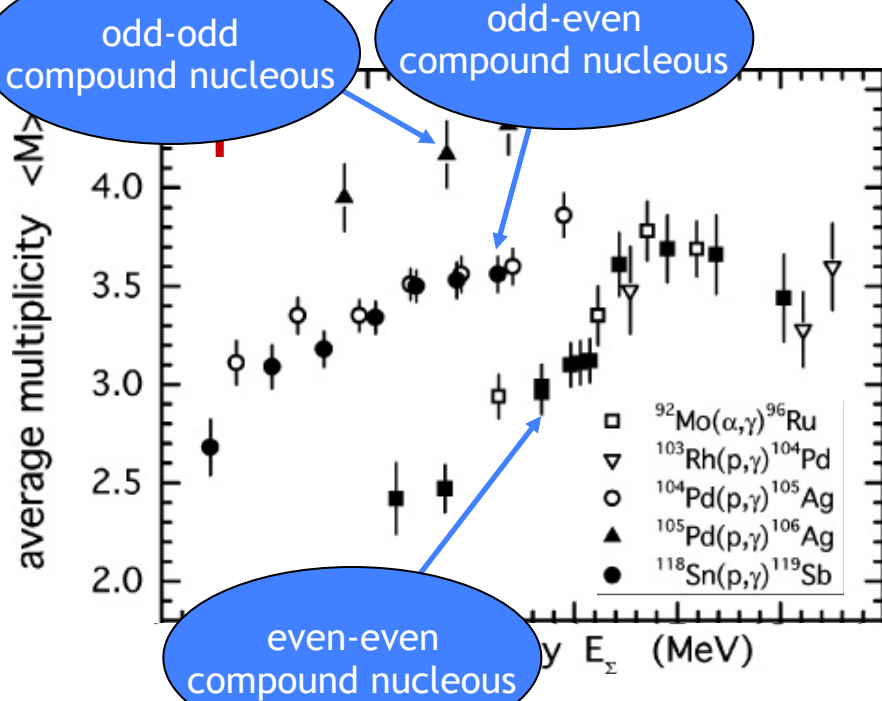 odd-odd
compound nucleous
odd-even
compound nucleous
average multiplicity <M>
4.0
3.5
3.0
2.5
2.0
⁹²Mo(α,γ)⁹⁶Ru
¹⁰³Rh(p,γ)¹⁰⁴Pd
¹⁰⁴Pd(p,γ)¹⁰⁵Ag
¹⁰⁵Pd(p,γ)¹⁰⁶Ag
¹¹⁸Sn(p,γ)¹¹⁹Sb
even-even
compound nucleous
y E_Σ (MeV)